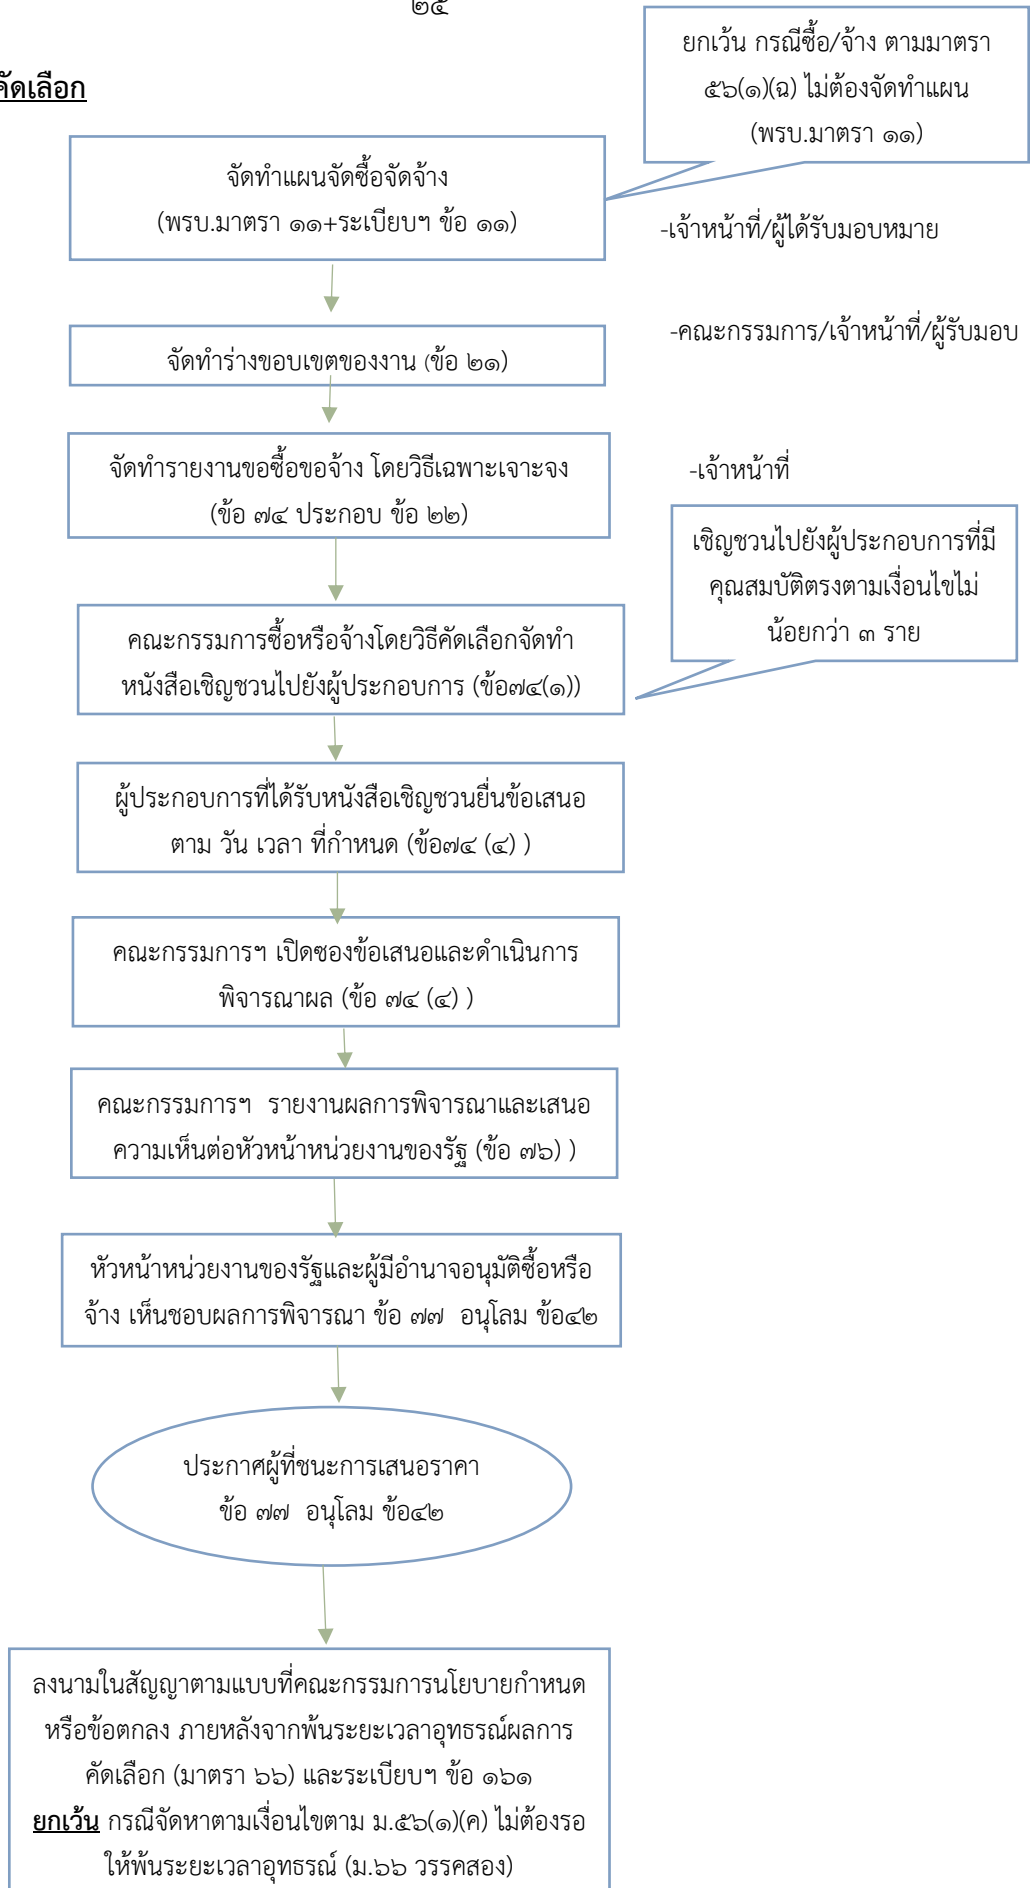 ๒๕
ยกเว้น กรณีซื้อ/จ้าง ตามมาตรา
๕๖(๑)(ฉ) ไม่ต้องจัดทำแผน
(พรบ.มาตรา ๑๑)
คัดเลือก
จัดทำแผนจัดซื้อจัดจ้าง
(พรบ.มาตรา ๑๑+ระเบียบฯ ข้อ ๑๑)
-เจ้าหน้าที่/ผู้ได้รับมอบหมาย
-คณะกรรมการ/เจ้าหน้าที่/ผู้รับมอบ
จัดทำร่างขอบเขตของงาน (ข้อ ๒๑)
จัดทำรายงานขอซื้อขอจ้าง โดยวิธีเฉพาะเจาะจง
(ข้อ ๗๔ ประกอบ ข้อ ๒๒)
-เจ้าหน้าที่
เชิญชวนไปยังผู้ประกอบการที่มี
คุณสมบัติตรงตามเงื่อนไขไม่
น้อยกว่า ๓ ราย
คณะกรรมการซื้อหรือจ้างโดยวิธีคัดเลือกจัดทำ
หนังสือเชิญชวนไปยังผู้ประกอบการ (ข้อ๗๔(๑))
ผู้ประกอบการที่ได้รับหนังสือเชิญชวนยื่นข้อเสนอ
ตาม วัน เวลา ที่กำหนด (ข้อ๗๔ (๔) )
คณะกรรมการฯ เปิดซองข้อเสนอและดำเนินการ
พิจารณาผล (ข้อ ๗๔ (๔) )
คณะกรรมการฯ  รายงานผลการพิจารณาและเสนอ
ความเห็นต่อหัวหน้าหน่วยงานของรัฐ (ข้อ ๗๖) )
หัวหน้าหน่วยงานของรัฐและผู้มีอำนาจอนุมัติซื้อหรือ
จ้าง เห็นชอบผลการพิจารณา ข้อ ๗๗  อนุโลม ข้อ๔๒
ประกาศผู้ที่ชนะการเสนอราคา
ข้อ ๗๗  อนุโลม ข้อ๔๒
ลงนามในสัญญาตามแบบที่คณะกรรมการนโยบายกำหนด
หรือข้อตกลง ภายหลังจากพ้นระยะเวลาอุทธรณ์ผลการ
คัดเลือก (มาตรา ๖๖) และระเบียบฯ ข้อ ๑๖๑
ยกเว้น กรณีจัดหาตามเงื่อนไขตาม ม.๕๖(๑)(ค) ไม่ต้องรอ
ให้พ้นระยะเวลาอุทธรณ์ (ม.๖๖ วรรคสอง)